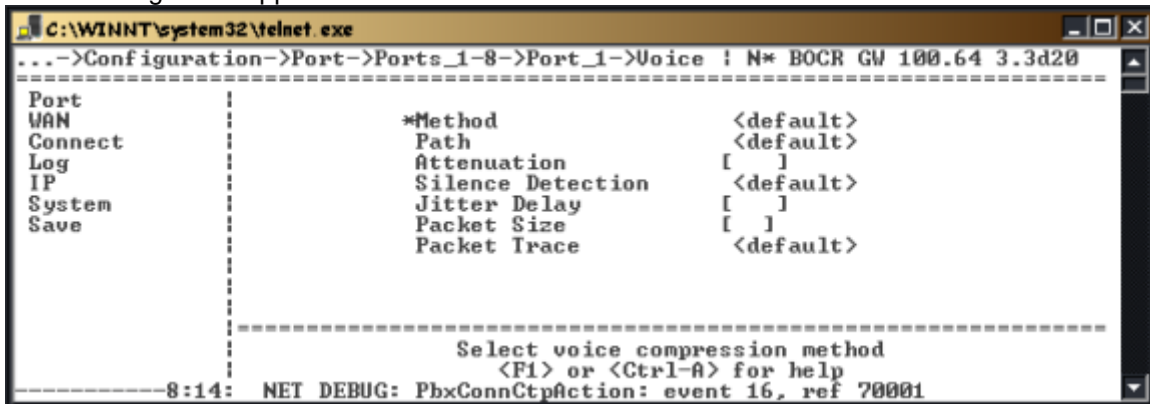 C:\WINNT\system32\telnet.exe
...->Configuration->Port->Ports_1-8->Port_1->Voice ¦ N* BOCR GW 100.64 3.3d20
===============================================================================
Port ¦
WAN ¦ *Method <default>
Connect ¦ Path <default>
Log ¦ Attenuation [ ]
IP ¦ Silence Detection <default>
System ¦ Jitter Delay [ ]
Save ¦ Packet Size [ ]
¦ Packet Trace <default>
¦===============================================================
¦ Select voice compression method
¦ <F1> or <Ctrl-A> for help
-----------8:14: NET DEBUG: PbxConnCtpAction: event 16, ref 70001